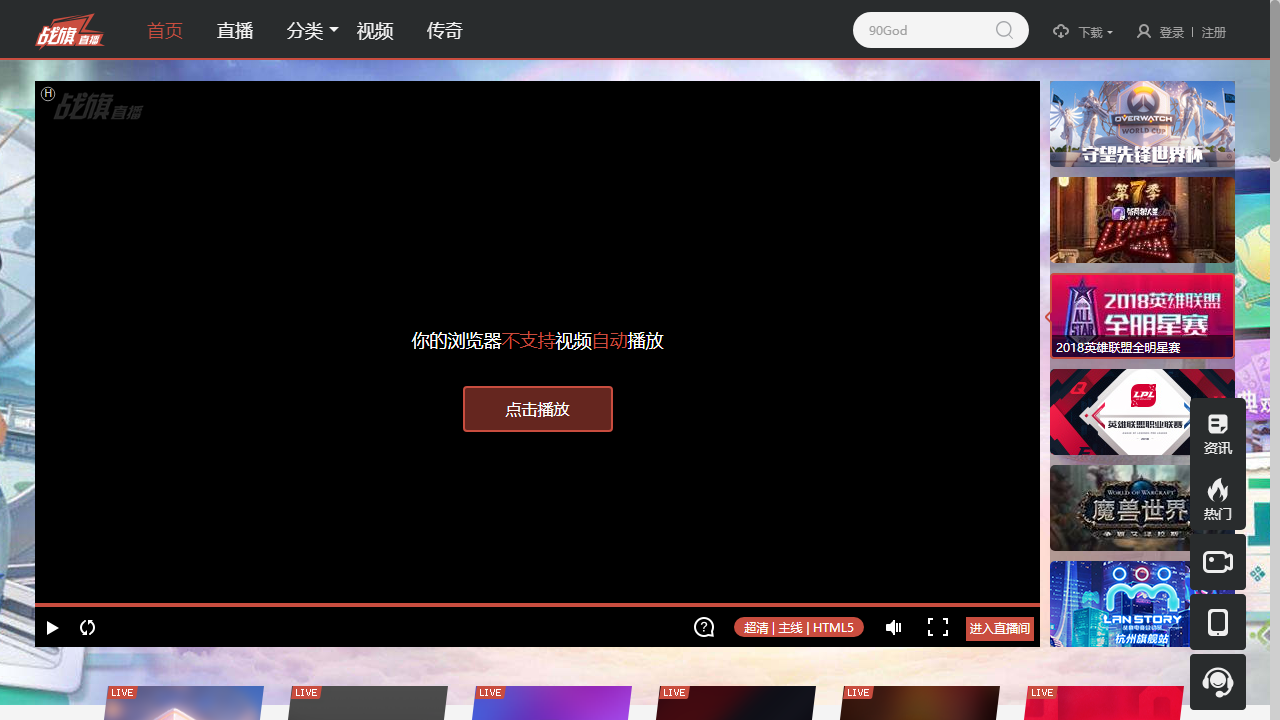 战旗直播
首页
直播
分类
视频
传奇
90God
下载
登录
注册
H
战旗直播
OVERWATCH
WORLD CUP
守望先锋世界杯
第7季
LYING MAN
ALL STAR
2018英雄联盟
全明星赛
2018英雄联盟全明星赛
LPL
英雄联盟职业联赛
WORLD OF WARCRAFT
魔兽世界
LANSTORY
杭州旗舰站
你的浏览器不支持视频自动播放
点击播放
资讯
热门
超清 | 主线 | HTML5
进入直播间
LIVE
LIVE
LIVE
LIVE
LIVE
LIVE